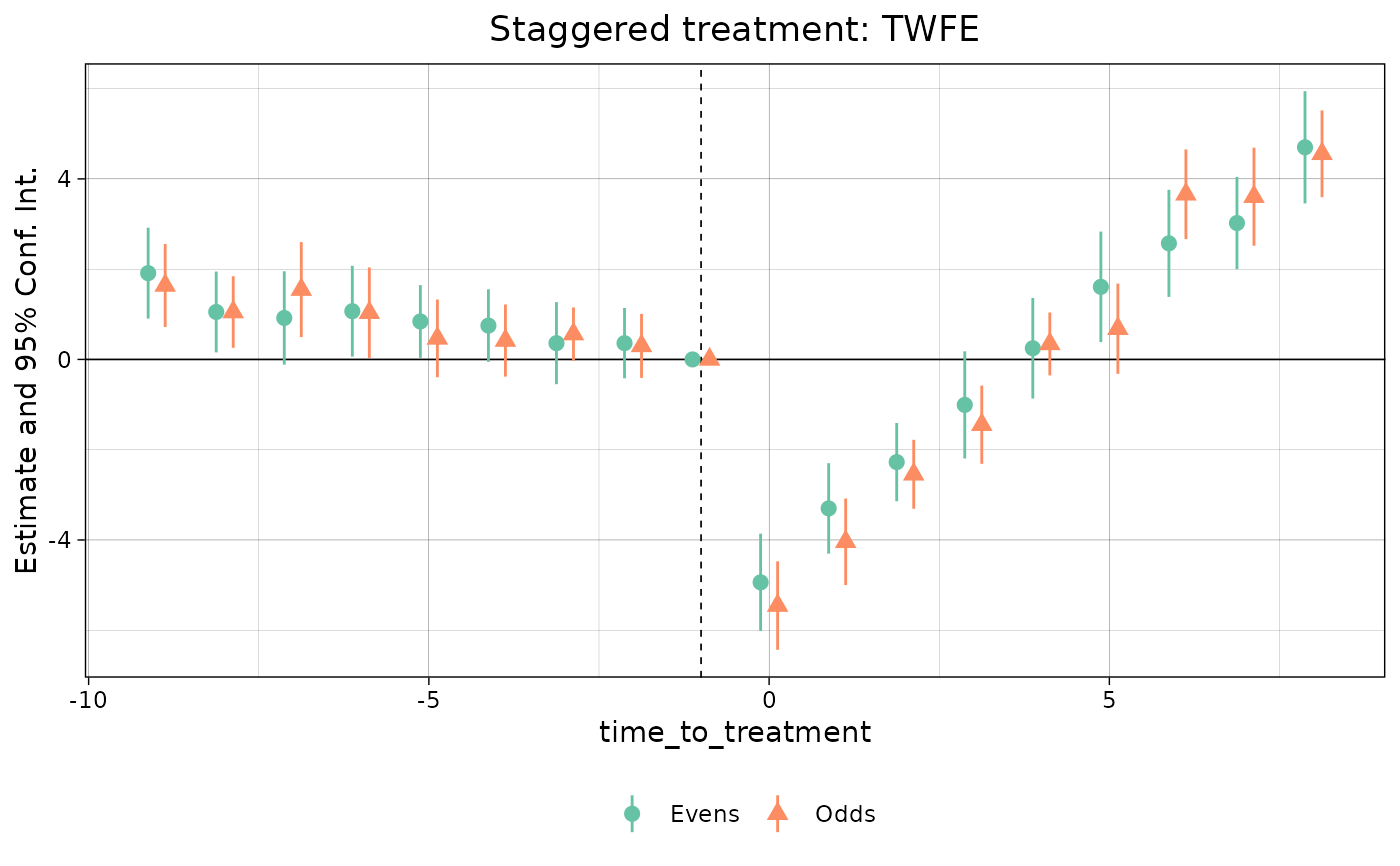 Staggered treatment: TWFE
Estimate and 95% Conf. Int.
4
0
-4
-10 -5 0 5
time_to_treatment
Evens Odds